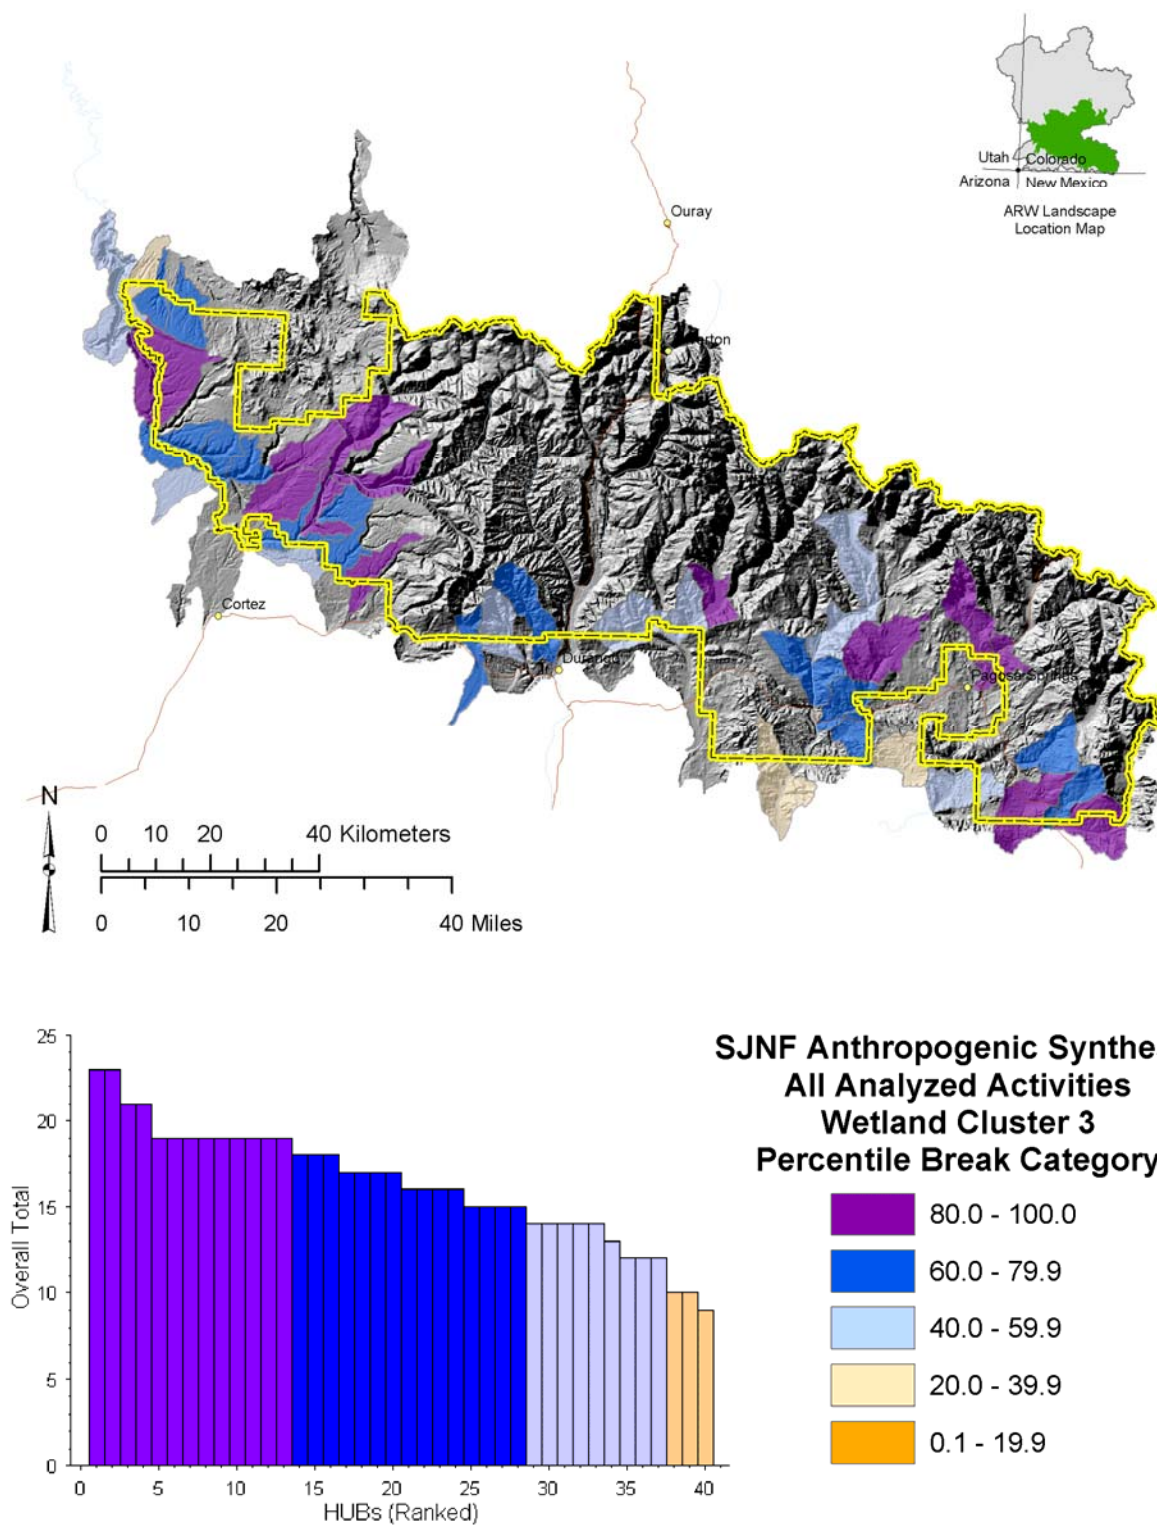 Utah
Colorado
Arizona
New Mexico
ARW Landscape
Location Map
Ouray
Cortez
Durango
Pagosa Springs
N
0 10 20 40 Kilometers
0 10 20 40 Miles
SJNF Anthropogenic Synthe
All Analyzed Activities
Wetland Cluster 3
Percentile Break Category
80.0 - 100.0
60.0 - 79.9
40.0 - 59.9
20.0 - 39.9
0.1 - 19.9
Overall Total
25
20
15
10
5
0
0 5 10 15 20 25 30 35 40
HUBs (Ranked)